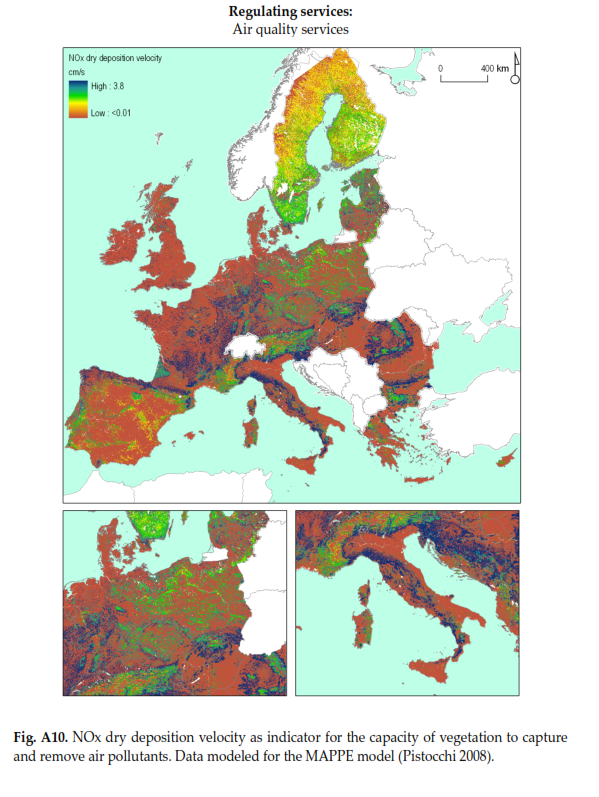 Regulating services:
Air quality services
NOx dry deposition velocity
cm/s
High : 3.8
Low : <0.01
0 400 km
Fig. A10. NOx dry deposition velocity as indicator for the capacity of vegetation to capture
and remove air pollutants. Data modeled for the MAPPE model (Pistocchi 2008).